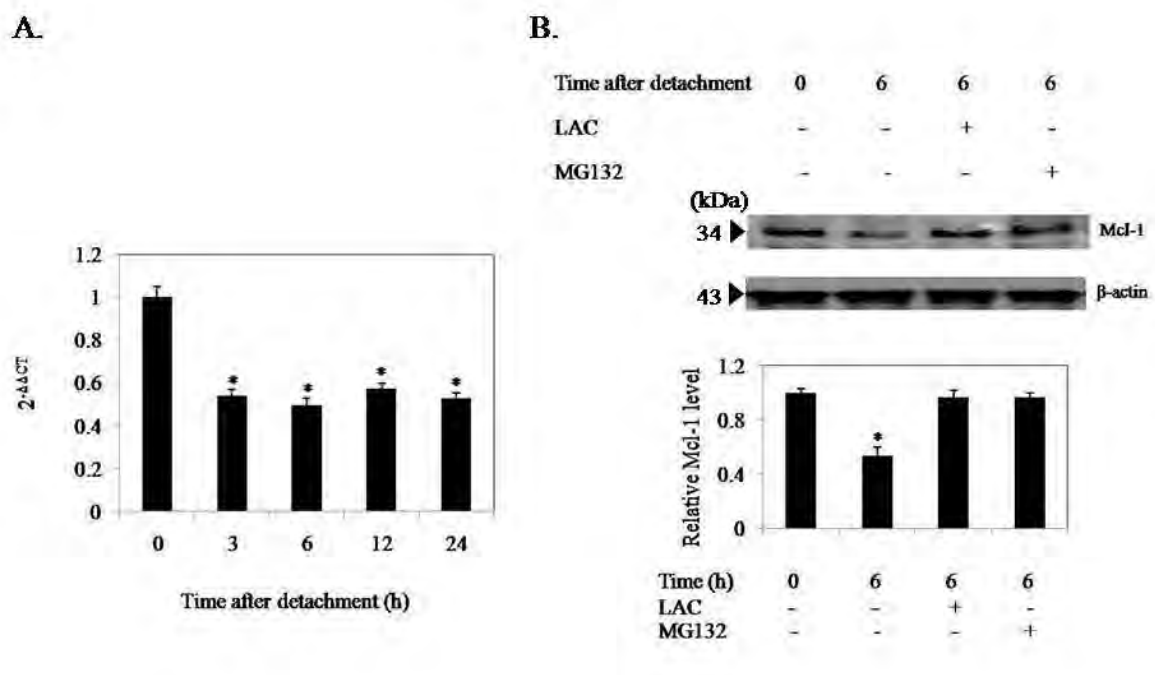 A.
1.2
1
0.8
0.6
0.4
0.2
0
2-ΔΔCT
* * * *
0 3 6 12 24
Time after detachment (h)
B.
Time after detachment 0 6 6 6
LAC - - + -
MG132 - - - +
(kDa)
34 Mcl-1
43 β-actin
1.2
0.8
0.4
0
Relative Mcl-1 level
*
Time (h) 0 6 6 6
LAC - - + -
MG132 - - - +